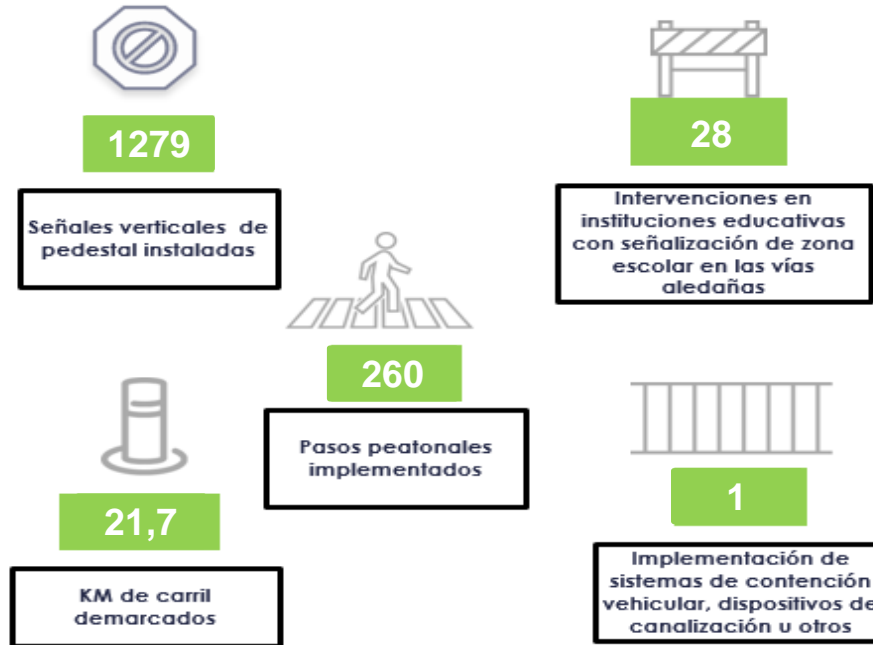 1279
Señales verticales de
pedestal instaladas
28
Intervenciones en
instituciones educativas
con señalización de zona
escolar en las vías
aledañas
260
Pasos peatonales
implementados
21,7
KM de carril
demarcados
1
Implementación de
sistemas de contención
vehicular, dispositivos de
canalización u otros